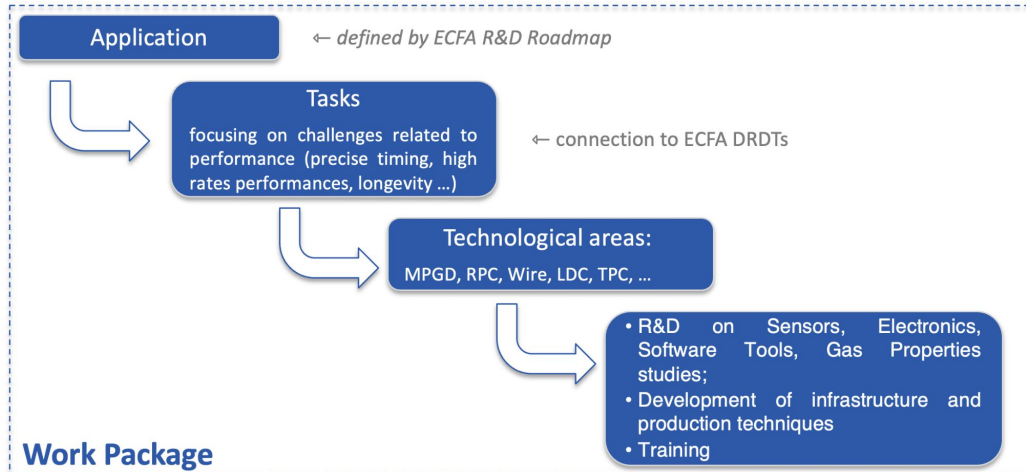 Application
⇐ defined by ECFA R&D Roadmap
Tasks
focusing on challenges related to
performance (precise timing, high
rates performances, longevity ...)
⇐ connection to ECFA DRDTs
Technological areas:
MPGD, RPC, Wire, LDC, TPC, ...
• R&D on Sensors, Electronics,
Software Tools, Gas Properties
studies;
• Development of infrastructure and
production techniques
• Training
Work Package